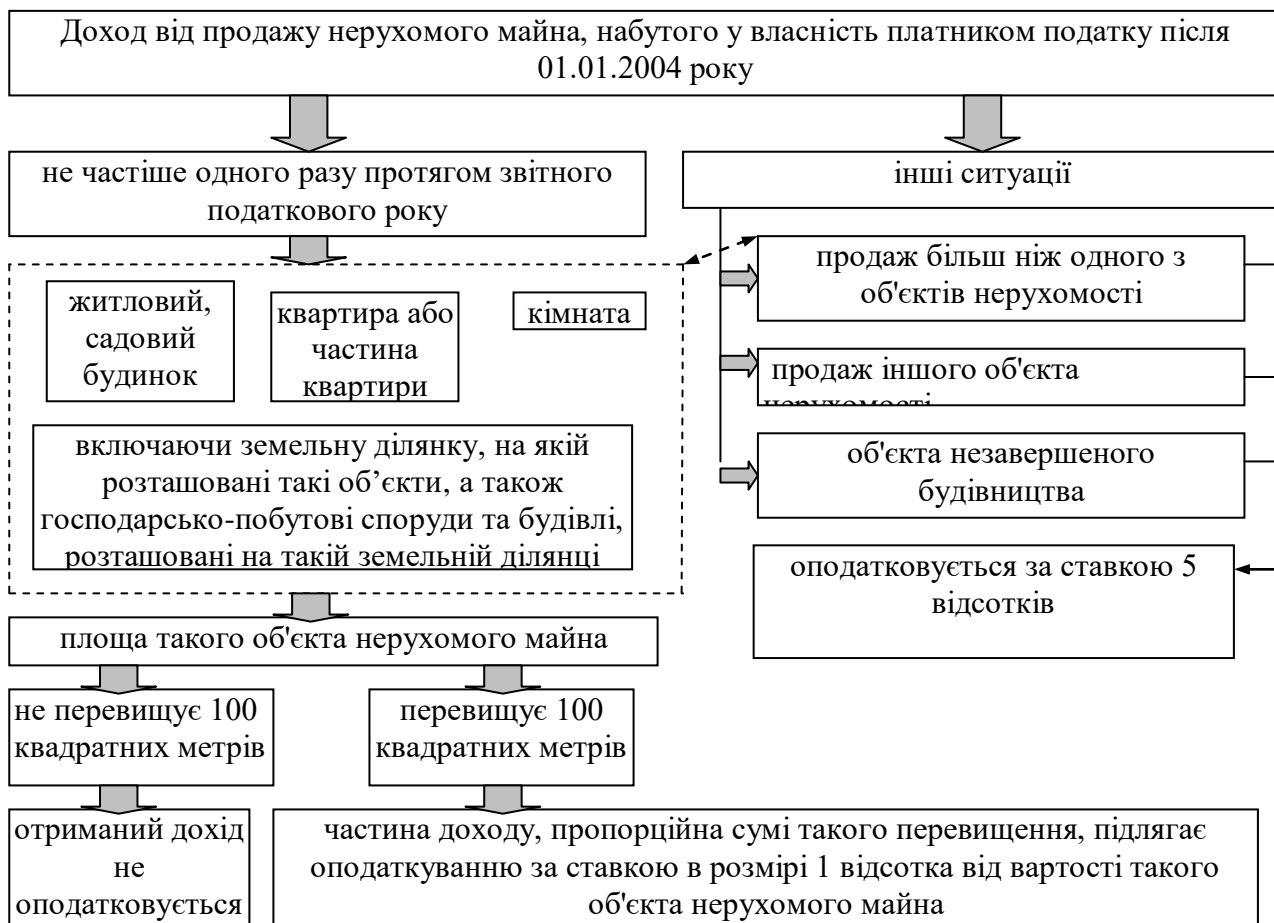 Доход від продажу нерухомого майна, набутого у власність платником податку після
01.01.2004 року
не частіше одного разу протягом звітного
податкового року
інші ситуації
житловий,
садовий
будинок
квартира або
частина
квартири
кімната
включаючи земельну ділянку, на якій
розташовані такі об’єкти, а також
господарсько-побутові споруди та будівлі,
розташовані на такій земельній ділянці
продаж більш ніж одного з
об'єктів нерухомості
продаж іншого об'єкта
нерухомості
об'єкта незавершеного
будівництва
оподатковується за ставкою 5
відсотків
площа такого об'єкта нерухомого майна
не перевищує 100
квадратних метрів
перевищує 100
квадратних метрів
отриманий дохід
не
оподатковується
частина доходу, пропорційна сумі такого перевищення, підлягає
оподаткуванню за ставкою в розмірі 1 відсотка від вартості такого
об'єкта нерухомого майна